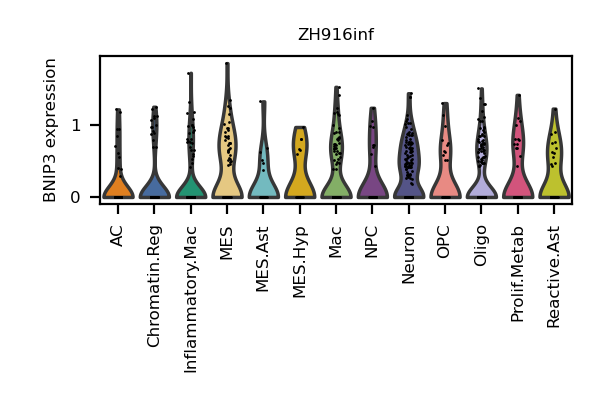 ZH916inf
BNIP3 expression
1
0
AC
Chromatin.Reg
Inflammatory.Mac
MES
MES.Ast
MES.Hyp
Mac
NPC
Neuron
OPC
Oligo
Prolif.Metab
Reactive.Ast